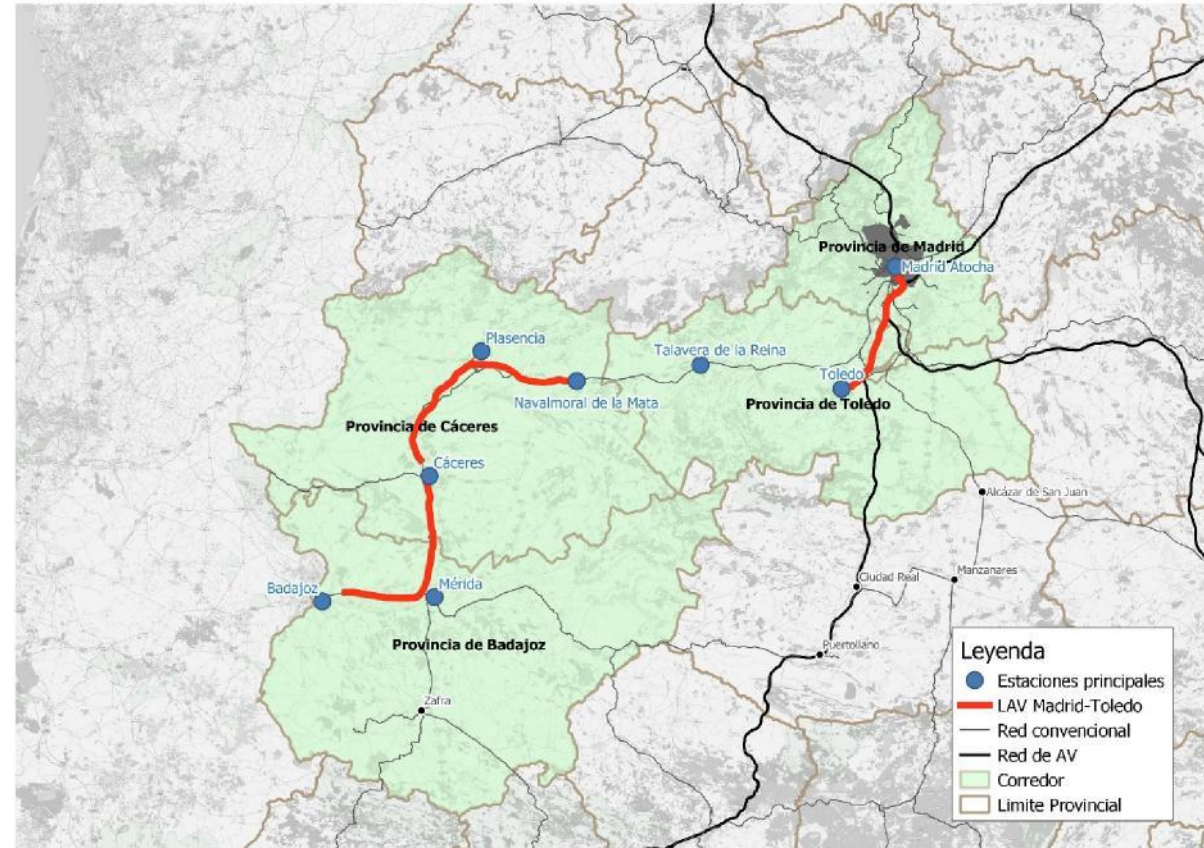 Provincia de Madrid
Madrid Atocha
Plasencia
Talavera de la Reina
Navalmoral de la Mata
Toledo
Provincia de Toledo
Provincia de Cáceres
Cáceres
Alcázar de San Juan
Badajoz
Mérida
Ciudad Real
Manzanares
Provincia de Badajoz
Puertollano
Zafra
Leyenda
Estaciones principales
LAV Madrid-Toledo
Red convencional
Red de AV
Corredor
Limite Provincial